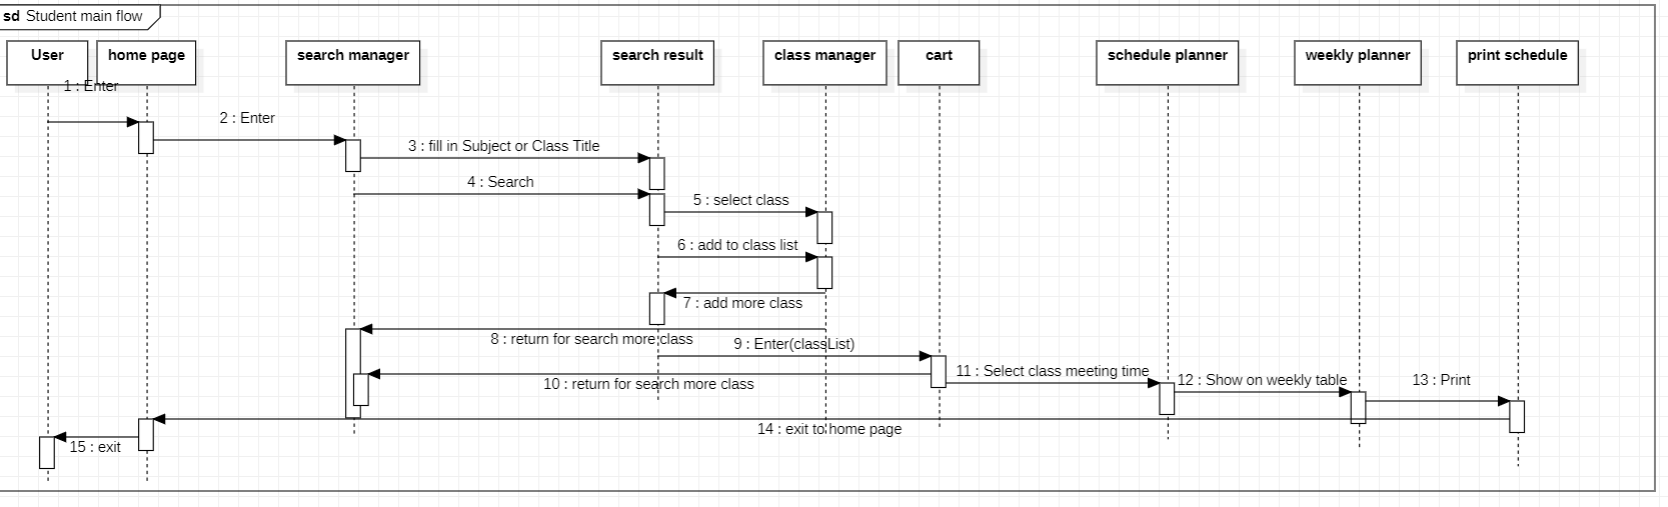 sd Student main flow
User
home page
search manager
search result
class manager
cart
schedule planner
weekly planner
print schedule
1 : Enter
2 : Enter
3 : fill in Subject or Class Title
4 : Search
5 : select class
6 : add to class list
7 : add more class
8 : return for search more class
9 : Enter(classList)
10 : return for search more class
11 : Select class meeting time
12 : Show on weekly table
13 : Print
14 : exit to home page
15 : exit